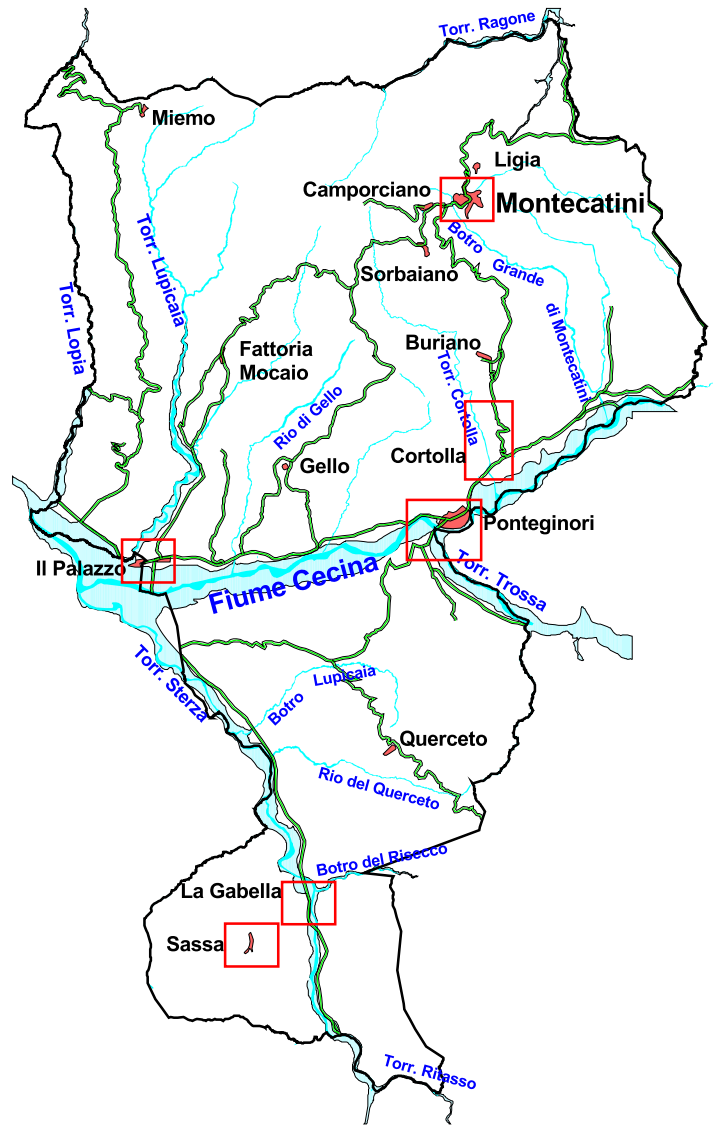 Torr. Ragone
Miemo
Ligia
Camporciano
Montecatini
Torr. Lupicaia
Botro Grande
di Montecatini
Sorbaiano
Torr. Lopia
Fattoria
Mocaio
Buriano
Torr. Cortolla
Rio di Gello
Cortolla
Gello
Ponteginori
Il Palazzo
Fiume Cecina
Torr. Trossa
Torr. Sterza
Botro Lupicaia
Querceto
Rio del Querceto
Botro del Risecco
La Gabella
Sassa
Torr. Ritasso